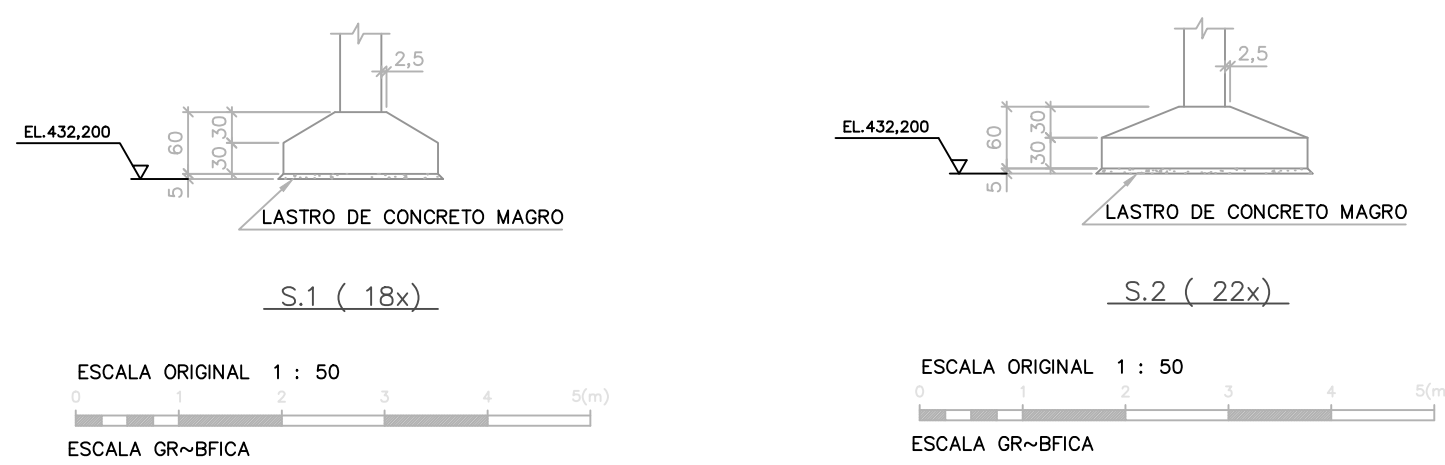 2,5
EL.432,200
60
30
30
5
LASTRO DE CONCRETO MAGRO
S.1 ( 18x)
ESCALA ORIGINAL 1 : 50
0 1 2 3 4 5(m)
ESCALA GR~BFICA
2,5
EL.432,200
60
30
30
5
LASTRO DE CONCRETO MAGRO
S.2 ( 22x)
ESCALA ORIGINAL 1 : 50
0 1 2 3 4 5(m
ESCALA GR~BFICA